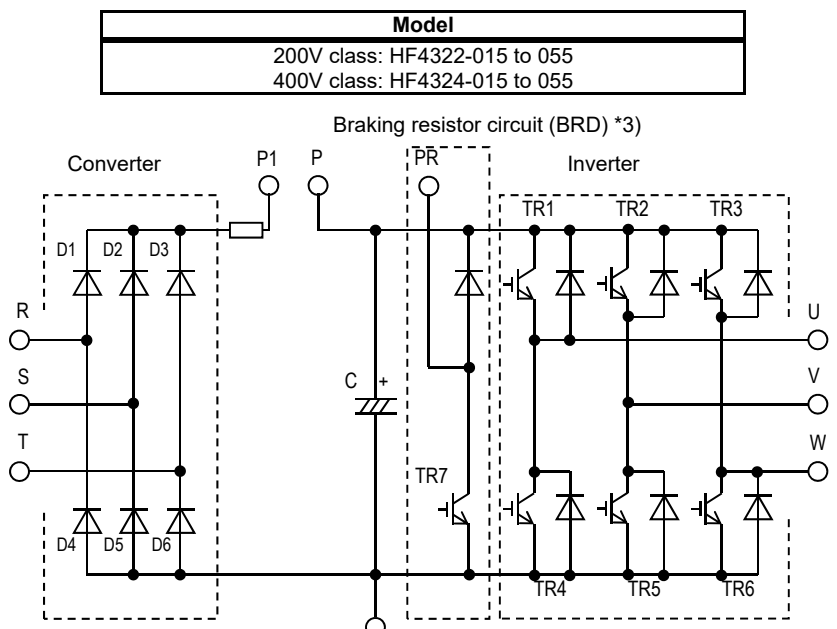 Model
200V class: HF4322-015 to 055
400V class: HF4324-015 to 055
Braking resistor circuit (BRD) *3)
Converter
P1
P
PR
Inverter
TR1
TR2
TR3
D1
D2
D3
R
U
S
C
+
V
T
W
TR7
D4
D5
D6
TR4
TR5
TR6